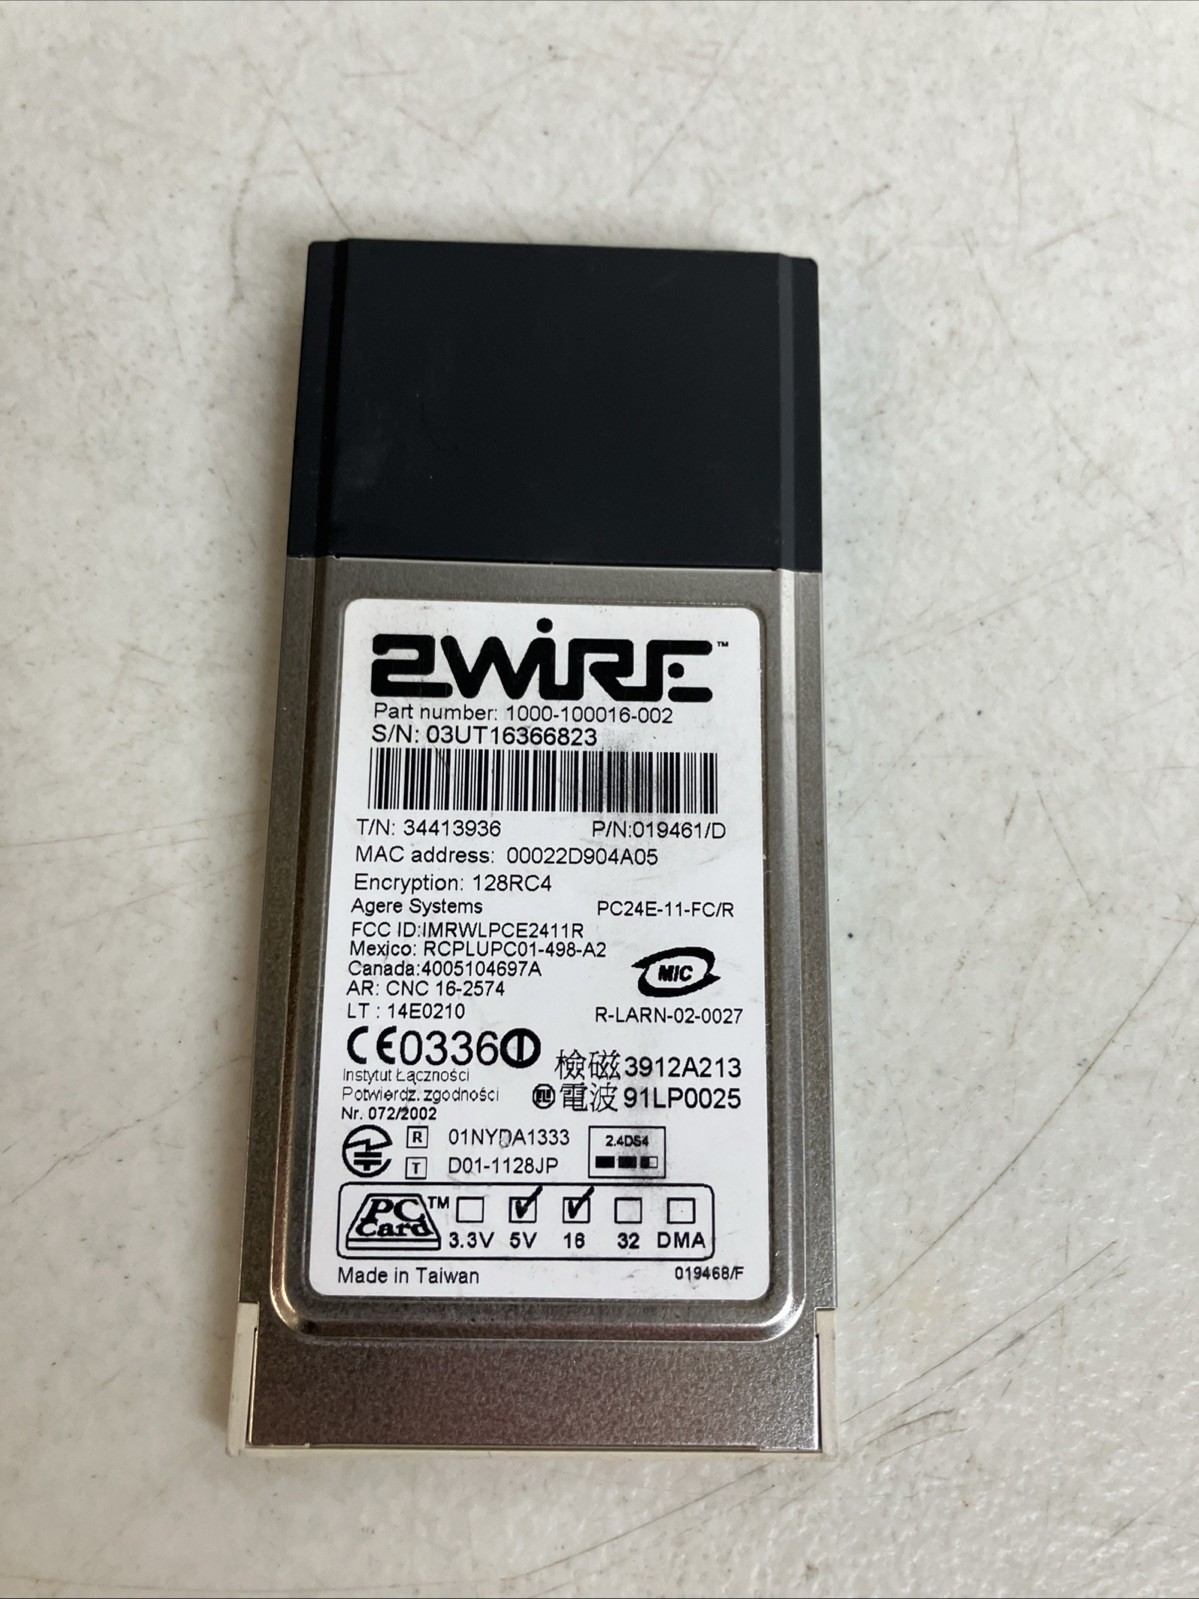 2WiRE™
Part number: 1000-100016-002
S/N: 03UT16366823
T/N: 34413936 P/N:019461/D
MAC address: 00022D904A05
Encryption: 128RC4
Agere Systems PC24E-11-FC/R
FCC ID:IMRWLPCE2411R
Mexico: RCPLUPC01-498-A2
Canada:4005104697A
MIC
AR: CNC 16-2574
LT : 14E0210 R-LARN-02-0027
CE0336
檢磁 3912A213
Instytut Łączności
Potwierdz. zgodności
電波 91LP0025
Nr. 072/2002
R 01NYDA1333 2.4DS4
T D01-1128JP
PC Card™ 3.3V 5V 16 32 DMA
Made in Taiwan 019468/F